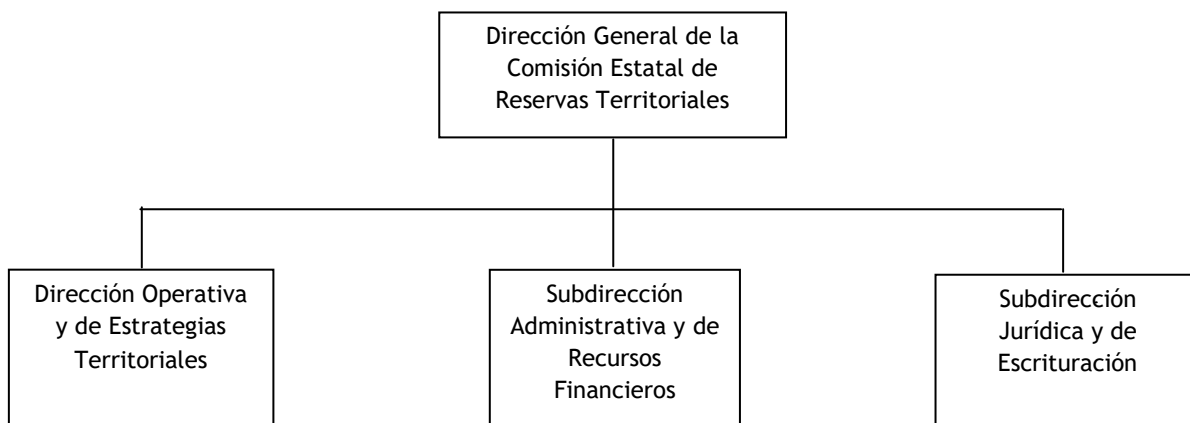 Dirección General de la
Comisión Estatal de
Reservas Territoriales
Dirección Operativa
y de Estrategias
Territoriales
Subdirección
Administrativa y de
Recursos
Financieros
Subdirección
Jurídica y de
Escrituración